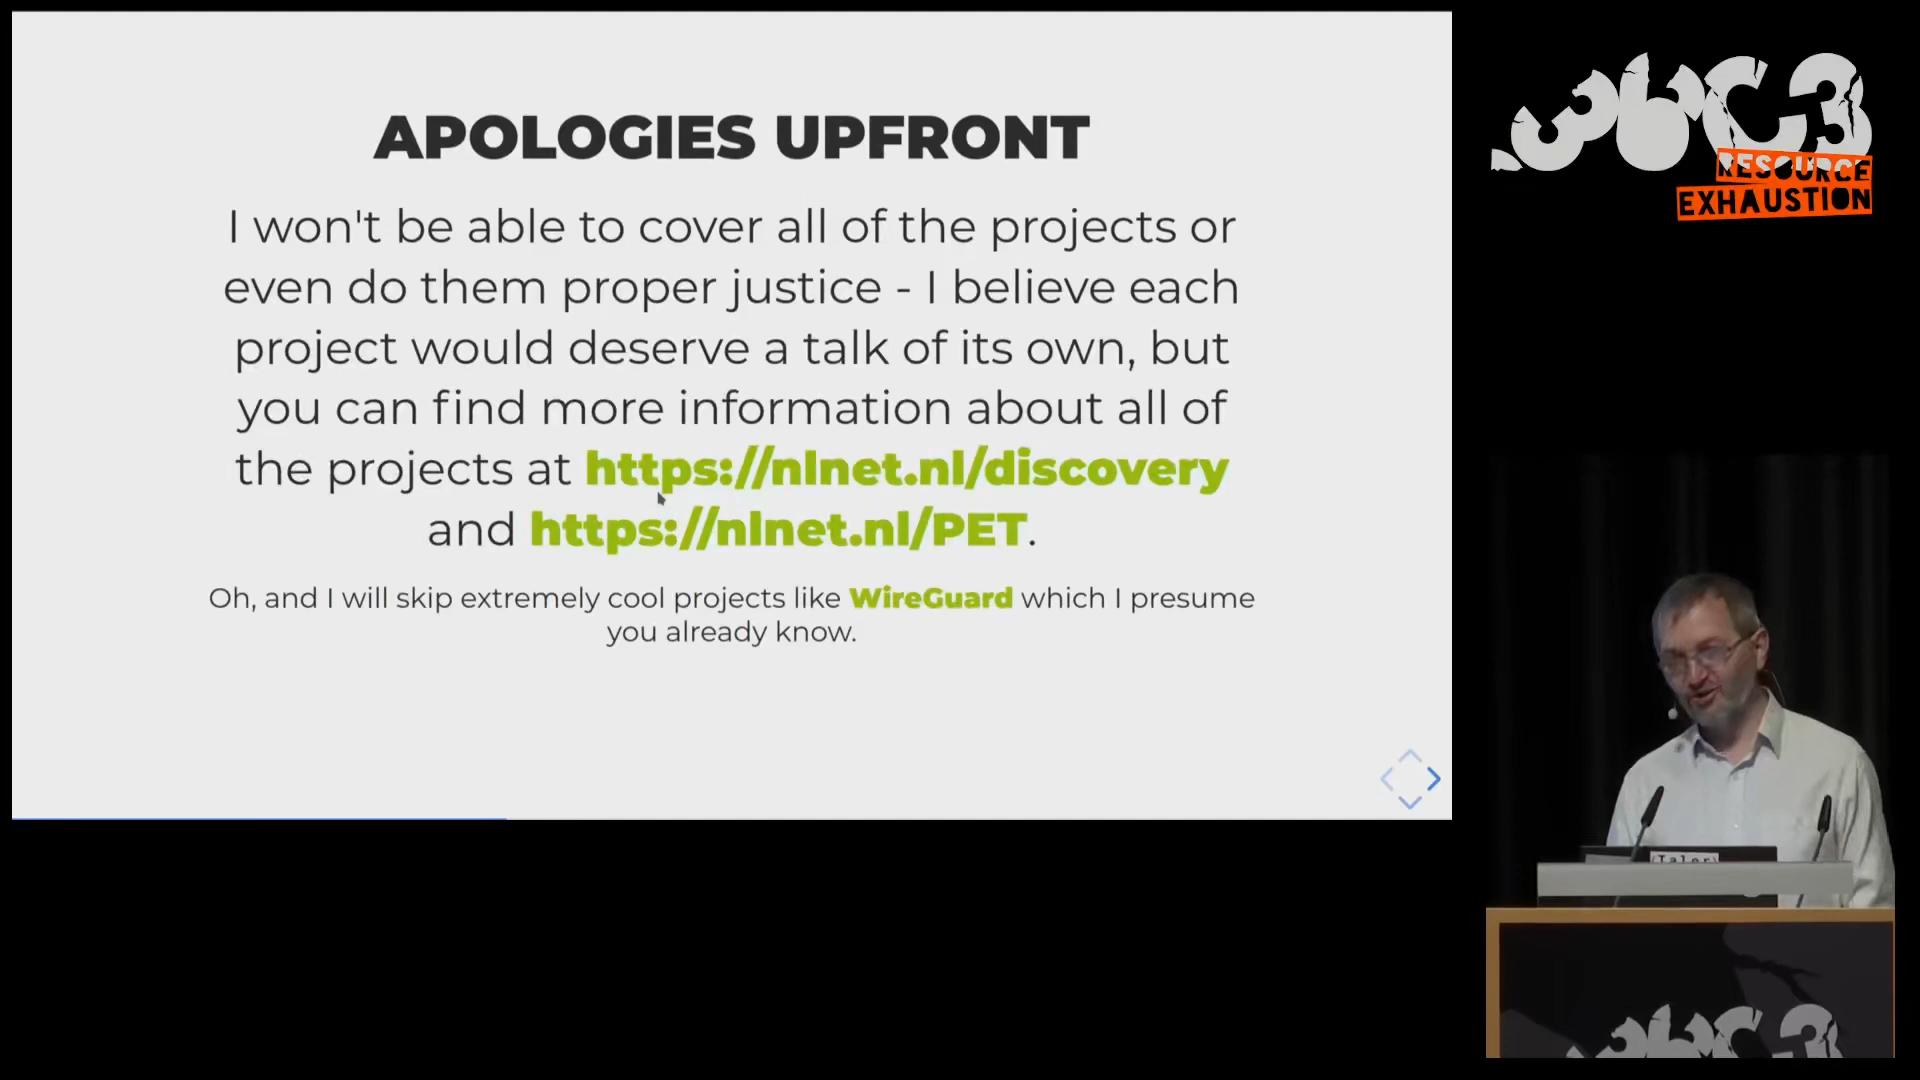 APOLOGIES UPFRONT
I won't be able to cover all of the projects or
even do them proper justice - I believe each
project would deserve a talk of its own, but
you can find more information about all of
the projects at https://nlnet.nl/discovery
and https://nlnet.nl/PET.
Oh, and I will skip extremely cool projects like WireGuard which I presume
you already know.
36C3
RESOURCE
EXHAUSTION
36C3